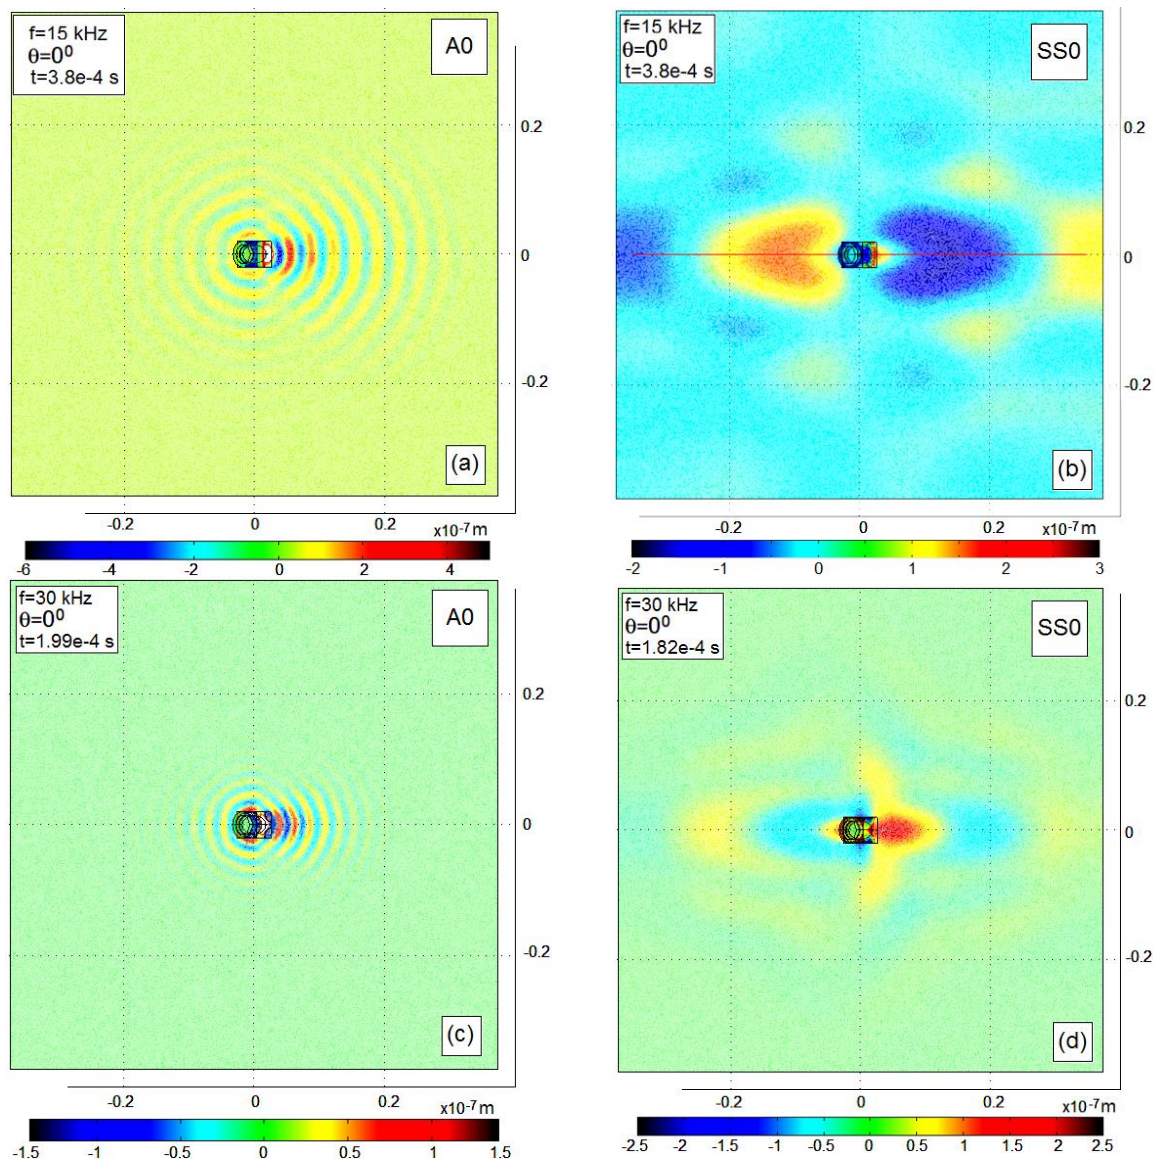 f=15 kHz
θ=0⁰
t=3.8e-4 s
A0
0.2
0
-0.2
(a)
-0.2 0 0.2
x10⁻⁷m
-6 -4 -2 0 2 4
f=15 kHz
θ=0⁰
t=3.8e-4 s
SS0
0.2
0
-0.2
(b)
-0.2 0 0.2
x10⁻⁷m
-2 -1 0 1 2 3
f=30 kHz
θ=0⁰
t=1.99e-4 s
A0
0.2
0
-0.2
(c)
-0.2 0 0.2
x10⁻⁷m
-1.5 -1 -0.5 0 0.5 1 1.5
f=30 kHz
θ=0⁰
t=1.82e-4 s
SS0
0.2
0
-0.2
(d)
-0.2 0 0.2
x10⁻⁷m
-2.5 -2 -1.5 -1 -0.5 0 0.5 1 1.5 2 2.5